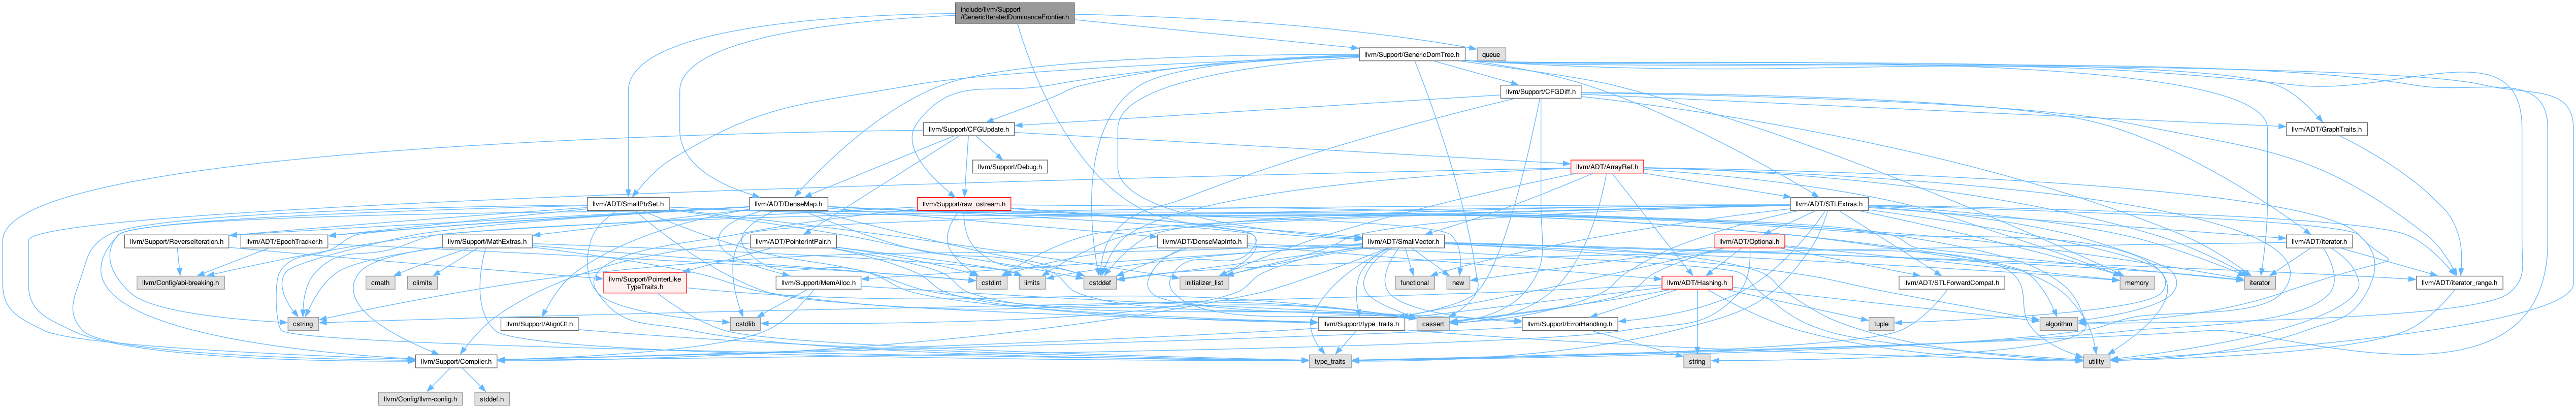 include/llvm/Support
/GenericIteratedDominanceFrontier.h
llvm/Support/GenericDomTree.h
queue
llvm/Support/CFGDiff.h
llvm/Support/CFGUpdate.h
llvm/ADT/GraphTraits.h
llvm/Support/Debug.h
llvm/ADT/ArrayRef.h
llvm/ADT/SmallPtrSet.h
llvm/ADT/DenseMap.h
llvm/Support/raw_ostream.h
llvm/ADT/STLExtras.h
llvm/Support/ReverseIteration.h
llvm/ADT/EpochTracker.h
llvm/Support/MathExtras.h
llvm/ADT/PointerIntPair.h
llvm/ADT/DenseMapInfo.h
llvm/ADT/SmallVector.h
llvm/ADT/Optional.h
llvm/ADT/iterator.h
llvm/Config/abi-breaking.h
cmath
climits
llvm/Support/PointerLike
TypeTraits.h
llvm/Support/MemAlloc.h
cstdint
limits
cstddef
initializer_list
functional
new
llvm/ADT/Hashing.h
llvm/ADT/STLForwardCompat.h
memory
iterator
llvm/ADT/iterator_range.h
cstring
llvm/Support/AlignOf.h
cstdlib
llvm/Support/type_traits.h
cassert
llvm/Support/ErrorHandling.h
tuple
algorithm
llvm/Support/Compiler.h
type_traits
string
utility
llvm/Config/llvm-config.h
stddef.h